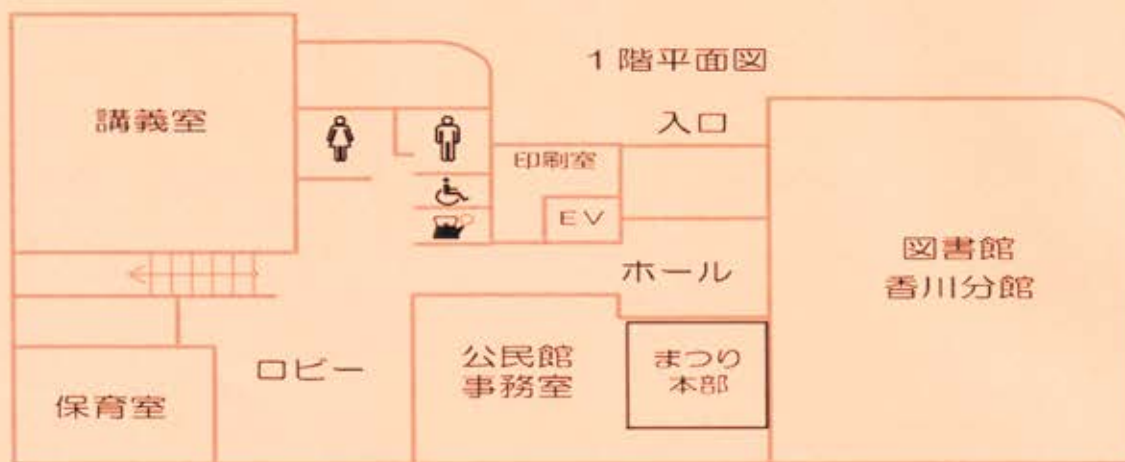 1階平面図
講義室
入口
印刷室
EV
図書館
香川分館
ホール
ロビー
公民館
事務室
まつり
本部
保育室